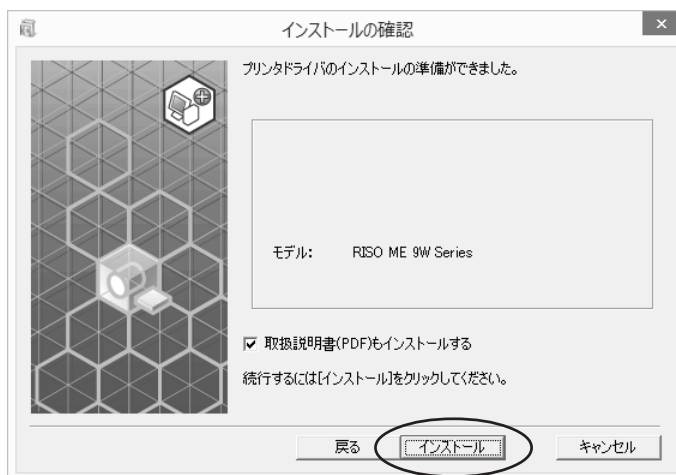 インストールの確認
プリンタドライバのインストールの準備ができました。
モデル: RISO ME 9W Series
取扱説明書(PDF)もインストールする
続行するには[インストール]をクリックしてください。
戻る インストール キャンセル